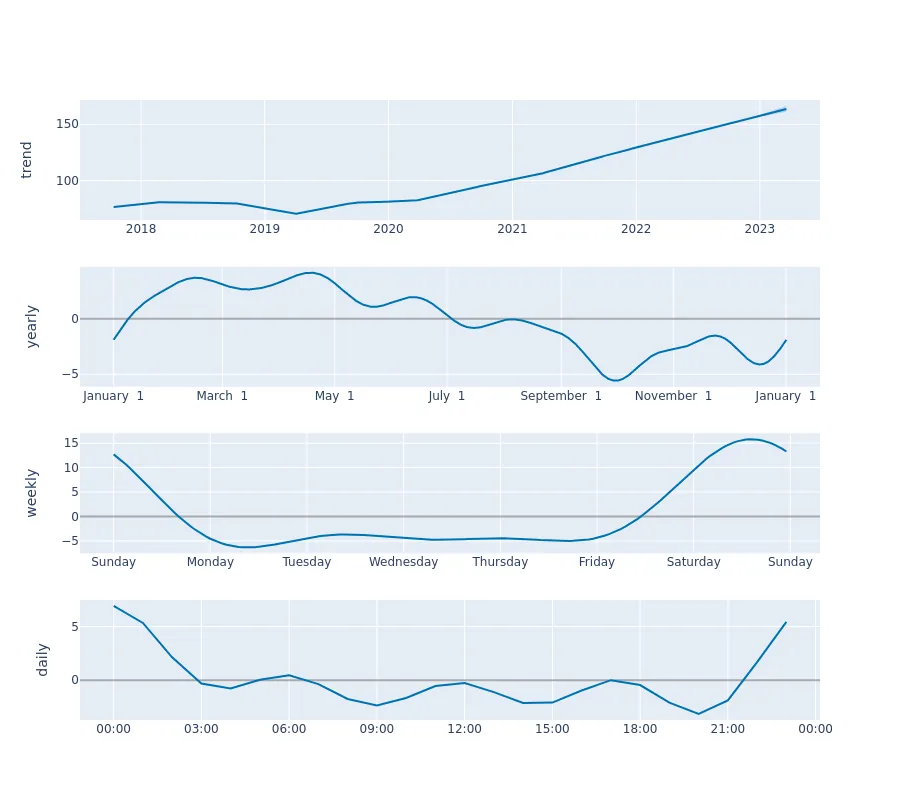 trend
150
100
2018 2019 2020 2021 2022 2023
yearly
0
−5
January 1 March 1 May 1 July 1 September 1 November 1 January 1
weekly
15
10
5
0
−5
Sunday Monday Tuesday Wednesday Thursday Friday Saturday Sunday
daily
5
0
00:00 03:00 06:00 09:00 12:00 15:00 18:00 21:00 00:00